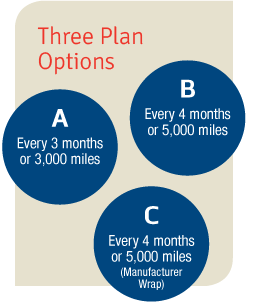 Three Plan
Options
A
Every 3 months
or 3,000 miles
B
Every 4 months
or 5,000 miles
C
Every 4 months
or 5,000 miles
(Manufacturer
Wrap)